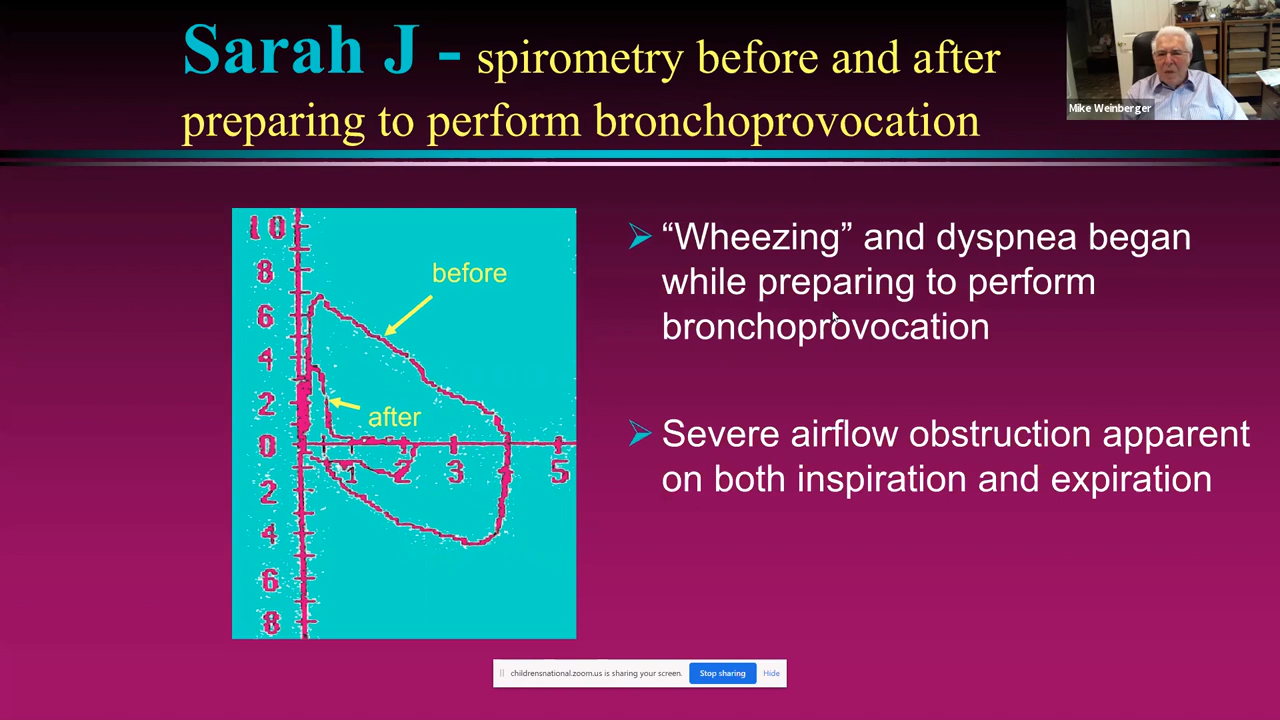 Sarah J - spirometry before and after
preparing to perform bronchoprovocation
Mike Weinberger
10
8
6
4
2
0
2
4
6
8
1
2
3
5
before
after
“Wheezing” and dyspnea began
while preparing to perform
bronchoprovocation
Severe airflow obstruction apparent
on both inspiration and expiration
childrensnational.zoom.us is sharing your screen.
Stop sharing
Hide